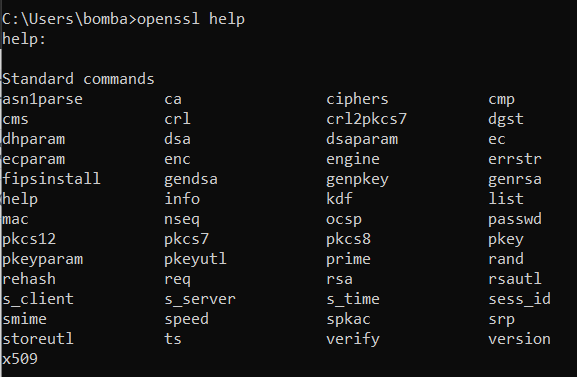 C:\Users\bomba>openssl help
help:

Standard commands
asn1parse         ca                ciphers           cmp
cms               crl               crl2pkcs7         dgst
dhparam           dsa               dsaparam          ec
ecparam           enc               engine            errstr
fipsinstall       gendsa            genpkey           genrsa
help              info              kdf               list
mac               nseq              ocsp              passwd
pkcs12            pkcs7             pkcs8             pkey
pkeyparam         pkeyutl           prime             rand
rehash            req               rsa               rsautl
s_client          s_server          s_time            sess_id
smime             speed             spkac             srp
storeutl          ts                verify            version
x509